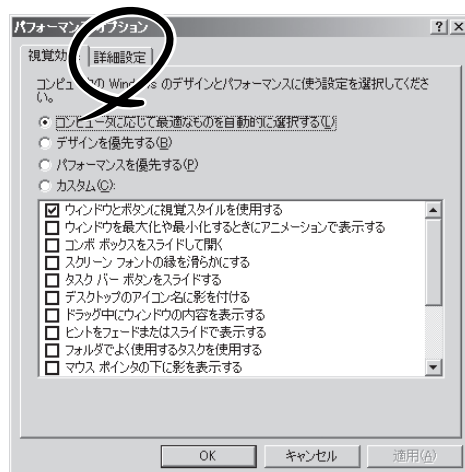 パフォーマンス オプション
視覚効果
詳細設定
コンピュータの Windows のデザインとパフォーマンスに使う設定を選択してくださ
い。
コンピュータに応じて最適なものを自動的に選択する(L)
デザインを優先する(B)
パフォーマンスを優先する(P)
カスタム(C):
ウィンドウとボタンに視覚スタイルを使用する
ウィンドウを最大化や最小化するときにアニメーションで表示する
コンボ ボックスをスライドして開く
スクリーン フォントの縁を滑らかにする
タスク バー ボタンをスライドする
デスクトップのアイコン名に影を付ける
ドラッグ中にウィンドウの内容を表示する
ヒントをフェードまたはスライドで表示する
フォルダでよく使用するタスクを使用する
マウス ポインタの下に影を表示する
OK
キャンセル
適用(A)